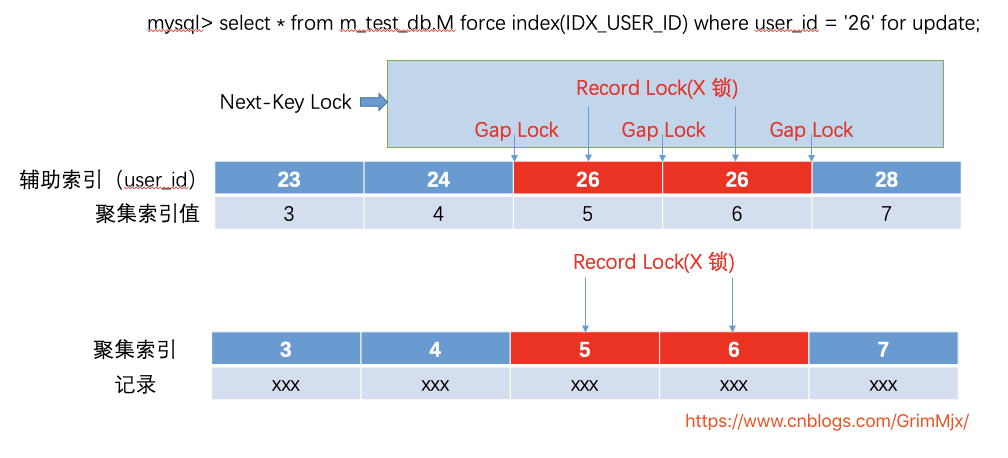 mysql> select * from m_test_db.M force index(IDX_USER_ID) where user_id = '26' for update;
Record Lock(X 锁)
Next-Key Lock
Gap Lock Gap Lock Gap Lock
辅助索引（user_id） 23 24 26 26 28
聚集索引值 3 4 5 6 7
Record Lock(X 锁)
聚集索引 3 4 5 6 7
记录 xxx xxx xxx xxx xxx
https://www.cnblogs.com/GrimMjx/